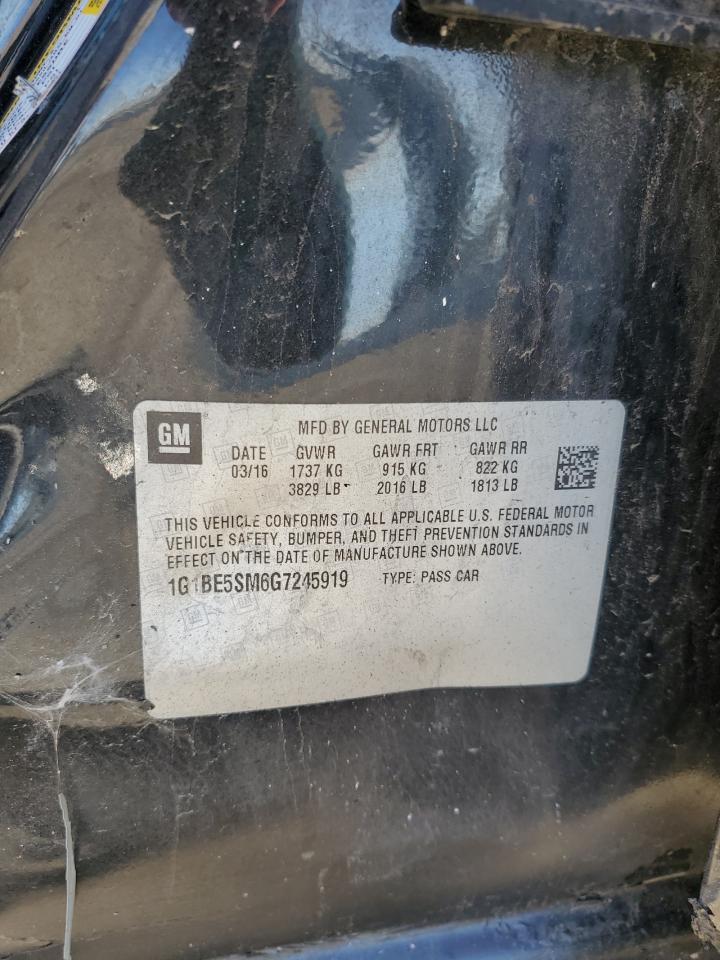 GM
MFD BY GENERAL MOTORS LLC
DATE GVWR GAWR FRT GAWR RR
03/16 1737 KG 915 KG 822 KG
3829 LB 2016 LB 1813 LB
THIS VEHICLE CONFORMS TO ALL APPLICABLE U.S. FEDERAL MOTOR
VEHICLE SAFETY, BUMPER, AND THEFT PREVENTION STANDARDS IN
EFFECT ON THE DATE OF MANUFACTURE SHOWN ABOVE.
1G1BE5SM6G7245919 TYPE: PASS CAR